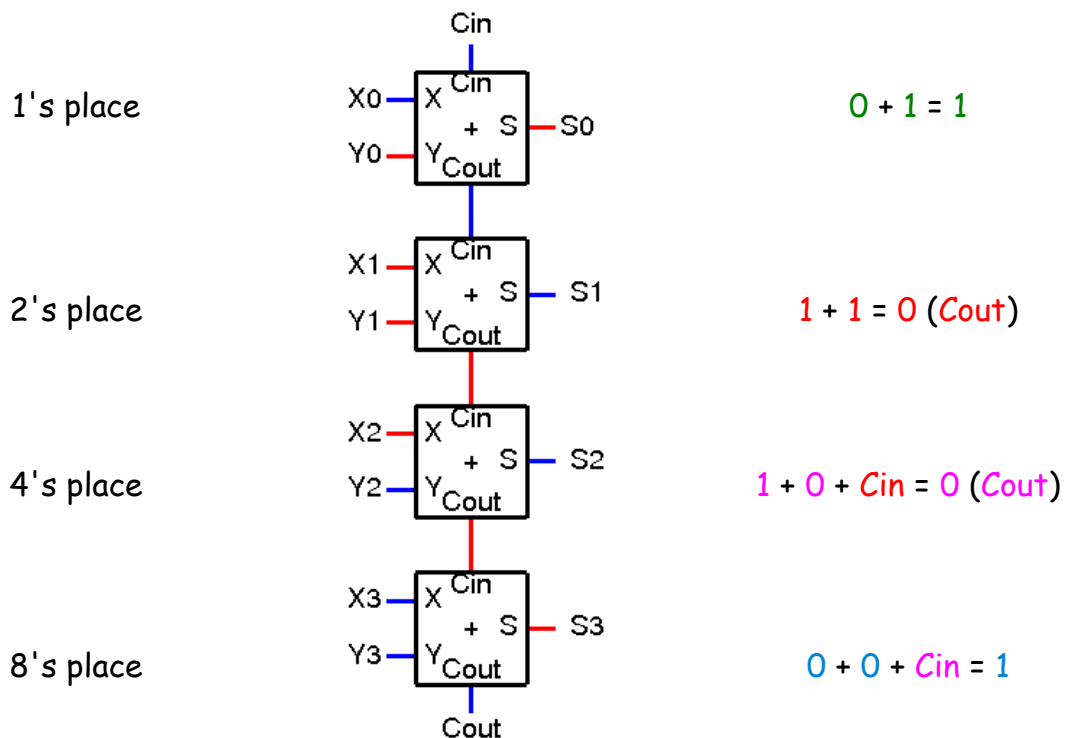 Cin
1's place
X0 X Cin
+ S S0
0 + 1 = 1
Y0 Y Cout
2's place
X1 X Cin
+ S S1
1 + 1 = 0 (Cout)
Y1 Y Cout
4's place
X2 X Cin
+ S S2
1 + 0 + Cin = 0 (Cout)
Y2 Y Cout
8's place
X3 X Cin
+ S S3
0 + 0 + Cin = 1
Y3 Y Cout
Cout